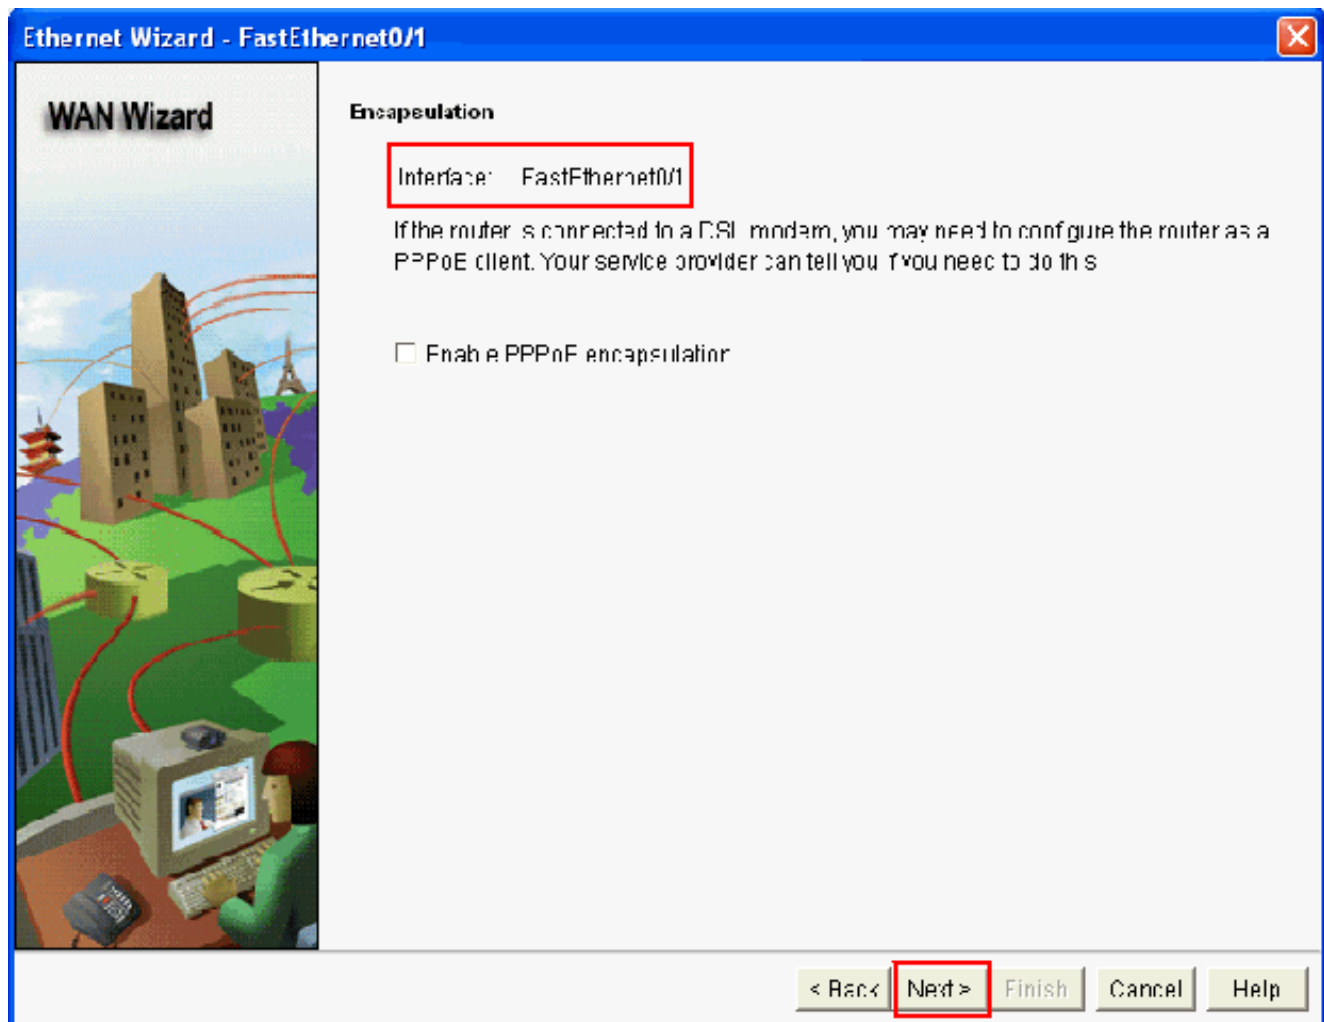 Ethernet Wizard - FastEthernet0/1
WAN Wizard
Encapsulation
Interface: FastEthernet0/1
If the router is connected to a DSL modem, you may need to configure the router as a
PPPoE client. Your service provider can tell you if you need to do this
Enable PPPoE encapsulation
< Back Next > Finish Cancel Help